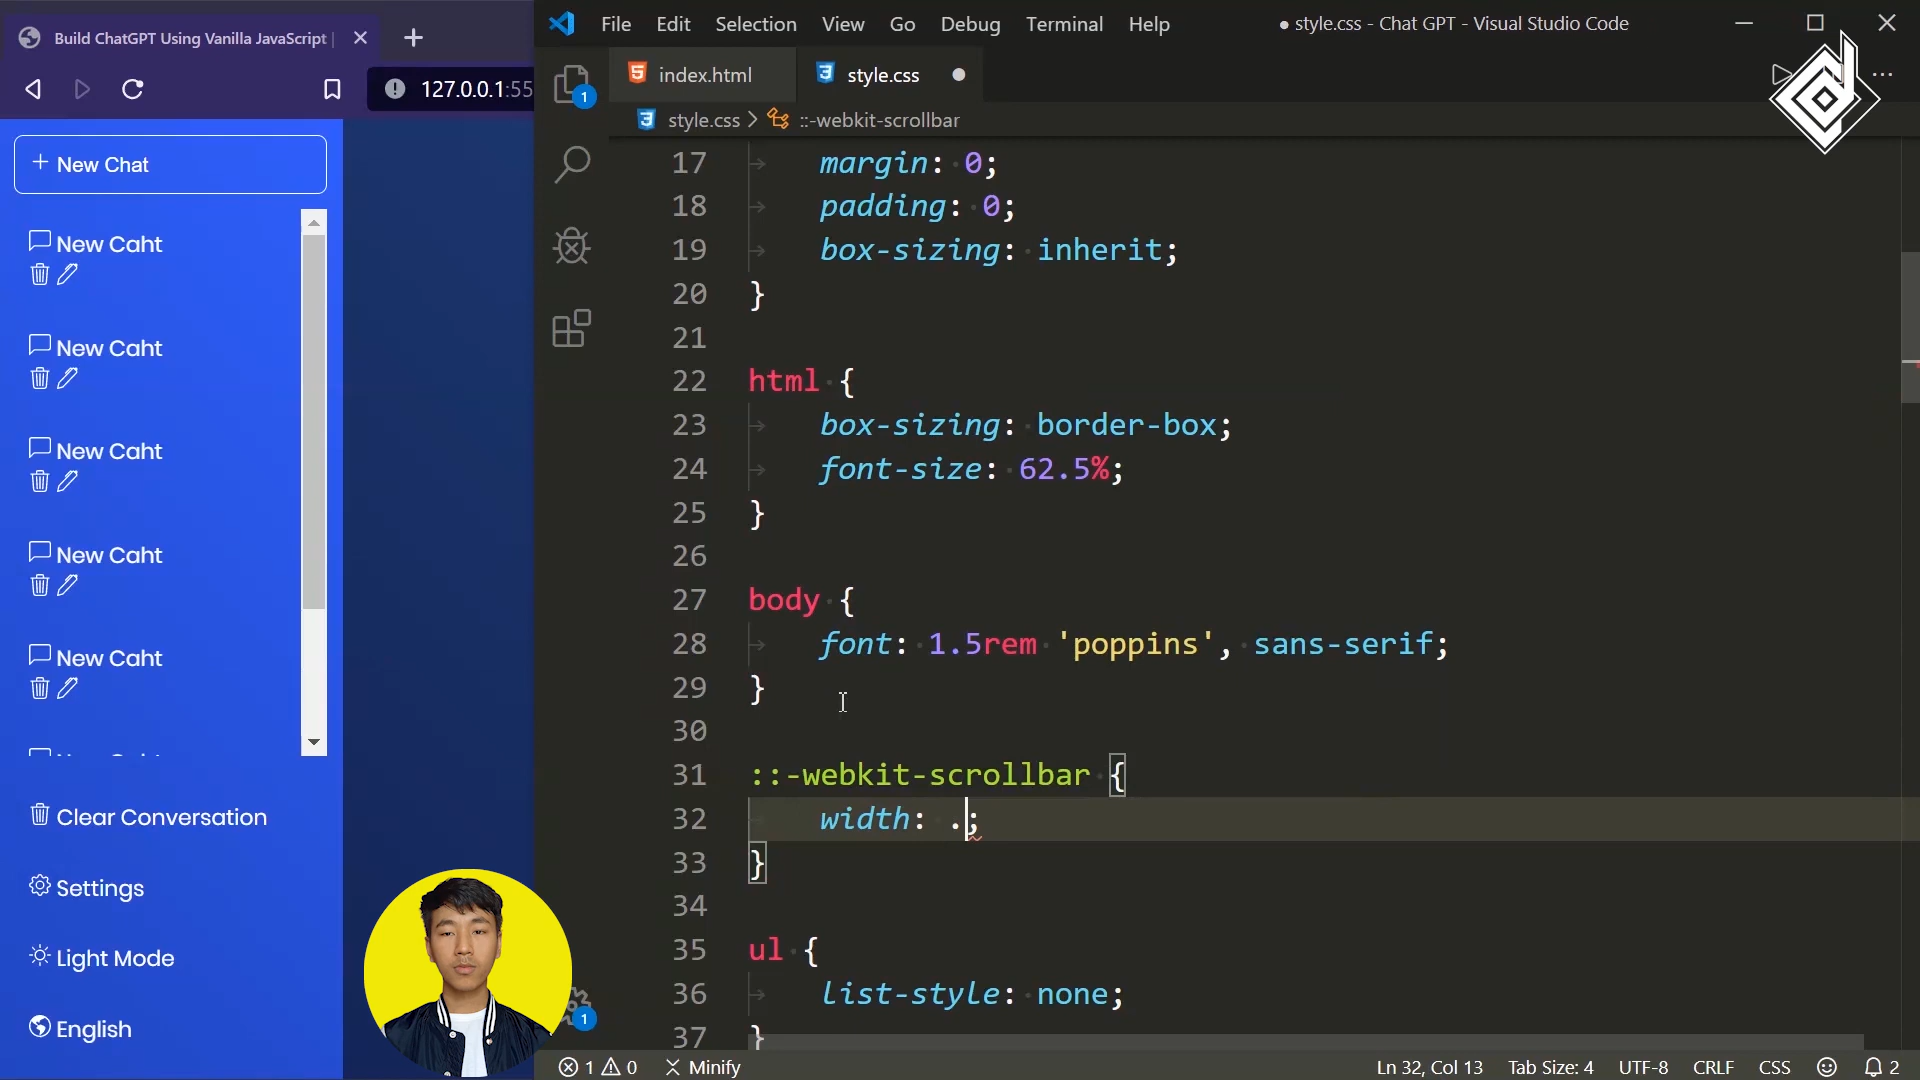 Build ChatGPT Using Vanilla JavaScript |
127.0.0.1:55
New Chat
New Caht
New Caht
New Caht
New Caht
New Caht
Clear Conversation
Settings
Light Mode
English
File Edit Selection View Go Debug Terminal Help
● style.css - Chat GPT - Visual Studio Code
index.html style.css
style.css > ::-webkit-scrollbar
1
17 margin: 0;
18 padding: 0;
19 box-sizing: inherit;
20 }
21
22 html {
23 box-sizing: border-box;
24 font-size: 62.5%;
25 }
26
27 body {
28 font: 1.5rem 'poppins', sans-serif;
29 }
30
31 ::-webkit-scrollbar {
32 width: .;
33 }
34
35 ul {
36 list-style: none;
37 }
1
1 0 Minify Ln 32, Col 13 Tab Size: 4 UTF-8 CRLF CSS 2